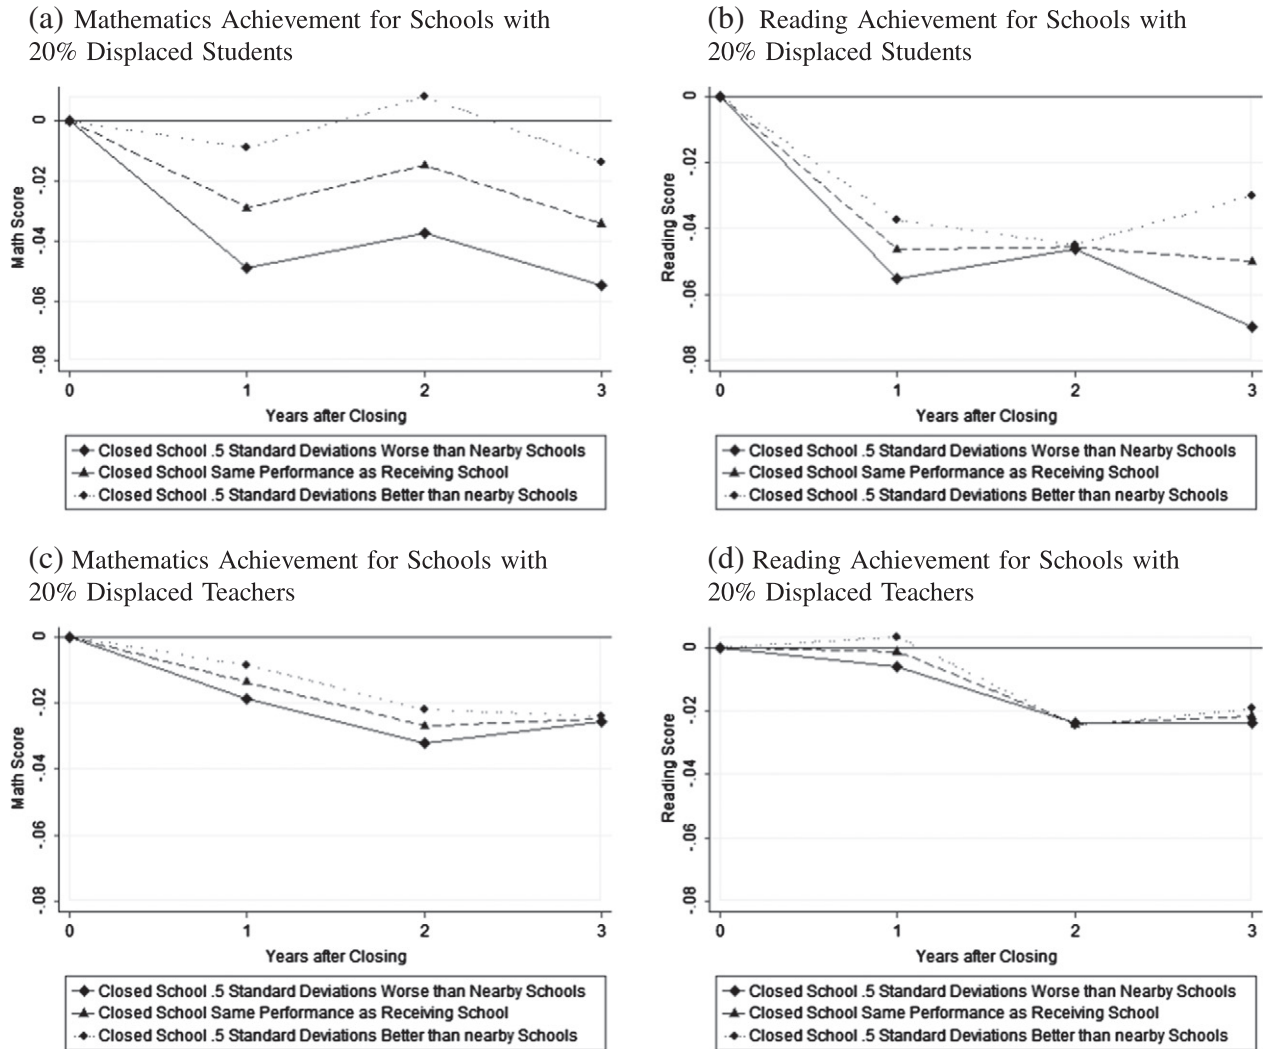 (a) Mathematics Achievement for Schools with
20% Displaced Students
0
-.02
-.04
-.06
-.08
Math Score
0 1 2 3
Years after Closing
Closed School .5 Standard Deviations Worse than Nearby Schools
Closed School Same Performance as Receiving School
Closed School .5 Standard Deviations Better than nearby Schools
(b) Reading Achievement for Schools with
20% Displaced Students
0
-.02
-.04
-.06
-.08
Reading Score
0 1 2 3
Years after Closing
Closed School .5 Standard Deviations Worse than Nearby Schools
Closed School Same Performance as Receiving School
Closed School .5 Standard Deviations Better than nearby Schools
(c) Mathematics Achievement for Schools with
20% Displaced Teachers
0
-.02
-.04
-.06
-.08
Math Score
0 1 2 3
Years after Closing
Closed School .5 Standard Deviations Worse than Nearby Schools
Closed School Same Performance as Receiving School
Closed School .5 Standard Deviations Better than nearby Schools
(d) Reading Achievement for Schools with
20% Displaced Teachers
0
-.02
-.04
-.06
-.08
Reading Score
0 1 2 3
Years after Closing
Closed School .5 Standard Deviations Worse than Nearby Schools
Closed School Same Performance as Receiving School
Closed School .5 Standard Deviations Better than nearby Schools